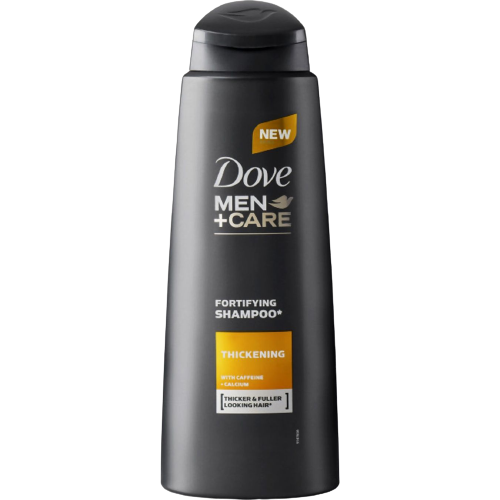 NEW
Dove
MEN
+CARE
FORTIFYING
SHAMPOO*
THICKENING
WITH CAFFEINE
+ CALCIUM
[THICKER & FULLER
LOOKING HAIR*]